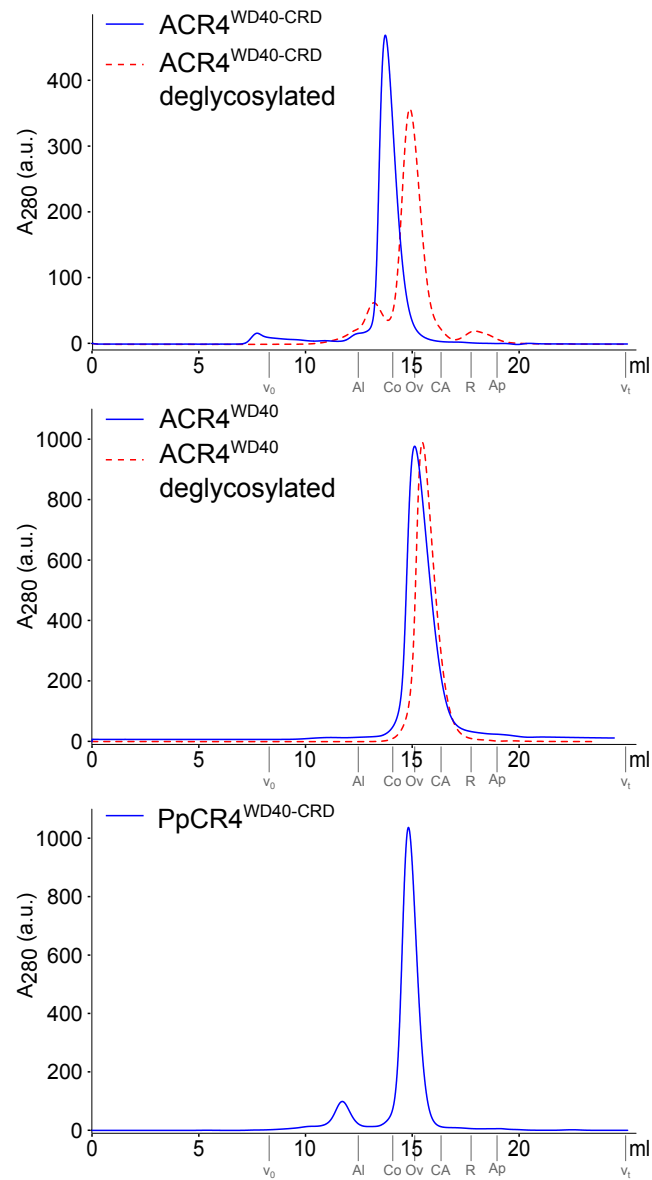 ACR4WD40-CRD
ACR4WD40-CRD
deglycosylated
A280 (a.u.)
400
300
200
100
0
0 5 10 15 20 ml
v0 Al Co Ov CA R Ap vt
ACR4WD40
ACR4WD40
deglycosylated
A280 (a.u.)
1000
800
600
400
200
0
0 5 10 15 20 ml
v0 Al Co Ov CA R Ap vt
PpCR4WD40-CRD
A280 (a.u.)
1000
800
600
400
200
0
0 5 10 15 20 ml
v0 Al Co Ov CA R Ap vt